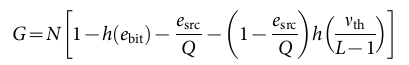 G = N [ 1 − h(e_bit) − e_src/Q − ( 1 − e_src/Q ) h ( v_th/(L − 1) ) ]